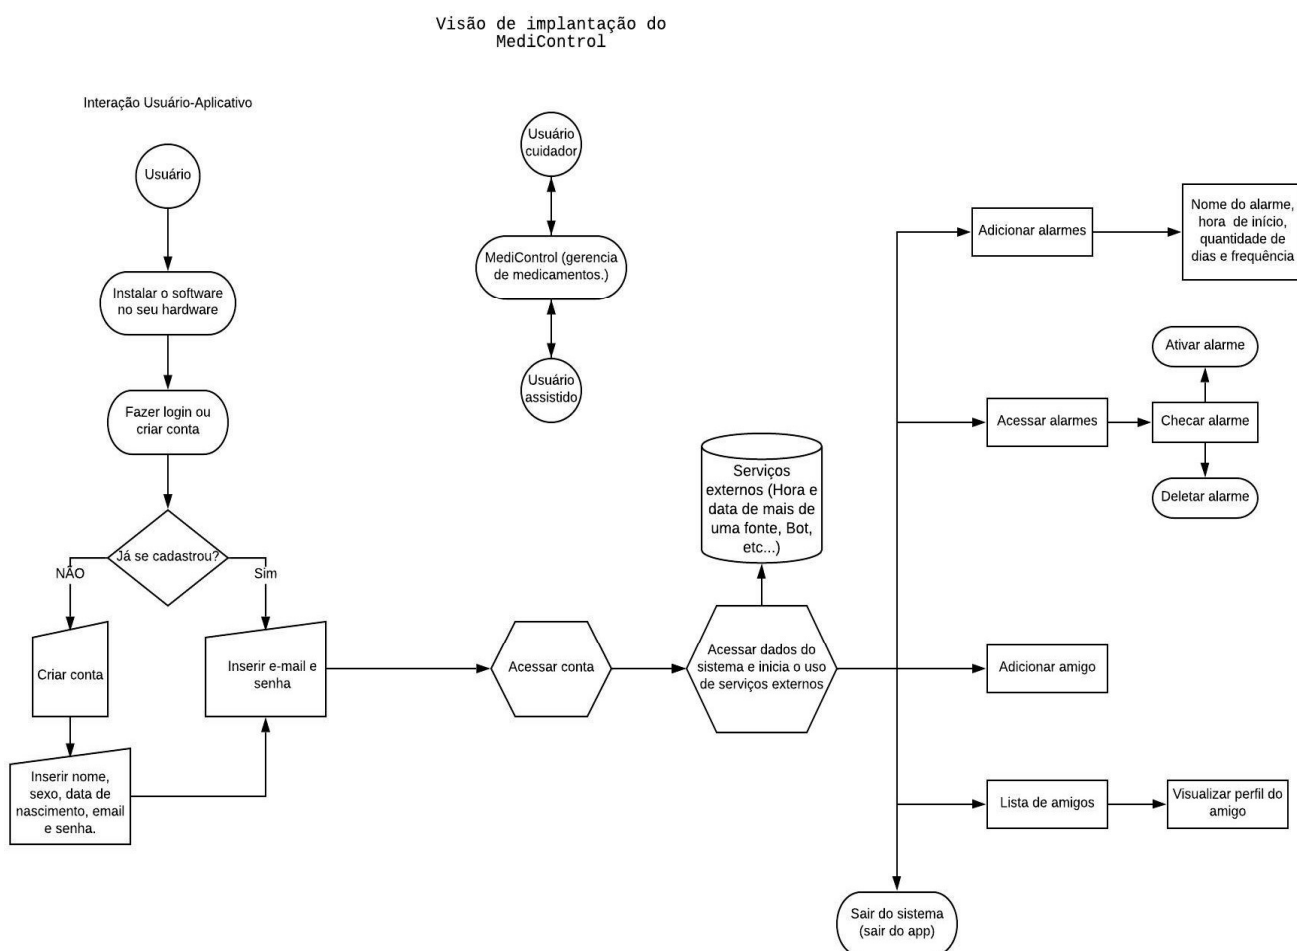 Visão de implantação do
MediControl
Interação Usuário-Aplicativo
Usuário
Instalar o software
no seu hardware
Fazer login ou
criar conta
Já se cadastrou?
NÃO
Sim
Criar conta
Inserir nome,
sexo, data de
nascimento, email
e senha.
Inserir e-mail e
senha
Usuário
cuidador
MediControl (gerencia
de medicamentos.)
Usuário
assistido
Acessar conta
Serviços
externos (Hora e
data de mais de
uma fonte, Bot,
etc...)
Acessar dados do
sistema e inicia o uso
de serviços externos
Adicionar alarmes
Nome do alarme,
hora de início,
quantidade de
dias e frequência
Acessar alarmes
Checar alarme
Ativar alarme
Deletar alarme
Adicionar amigo
Lista de amigos
Visualizar perfil do
amigo
Sair do sistema
(sair do app)